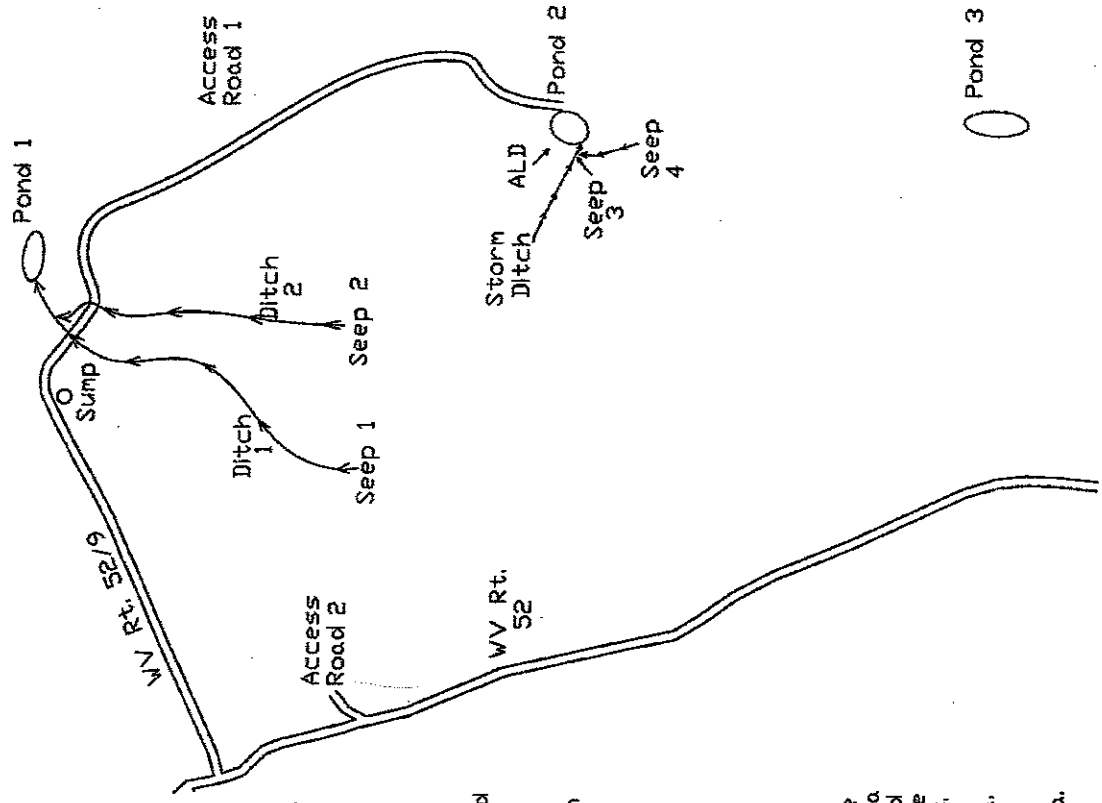 Pond 1
Access
Road 1
Pond 2
ALD
Storm
Ditch
Seep
3
Seep
4
Pond 3
Sump
Ditch
1
Seep 1
Ditch
2
Seep 2
WV Rt. 52/9
Access
Road 2
WV Rt.
52